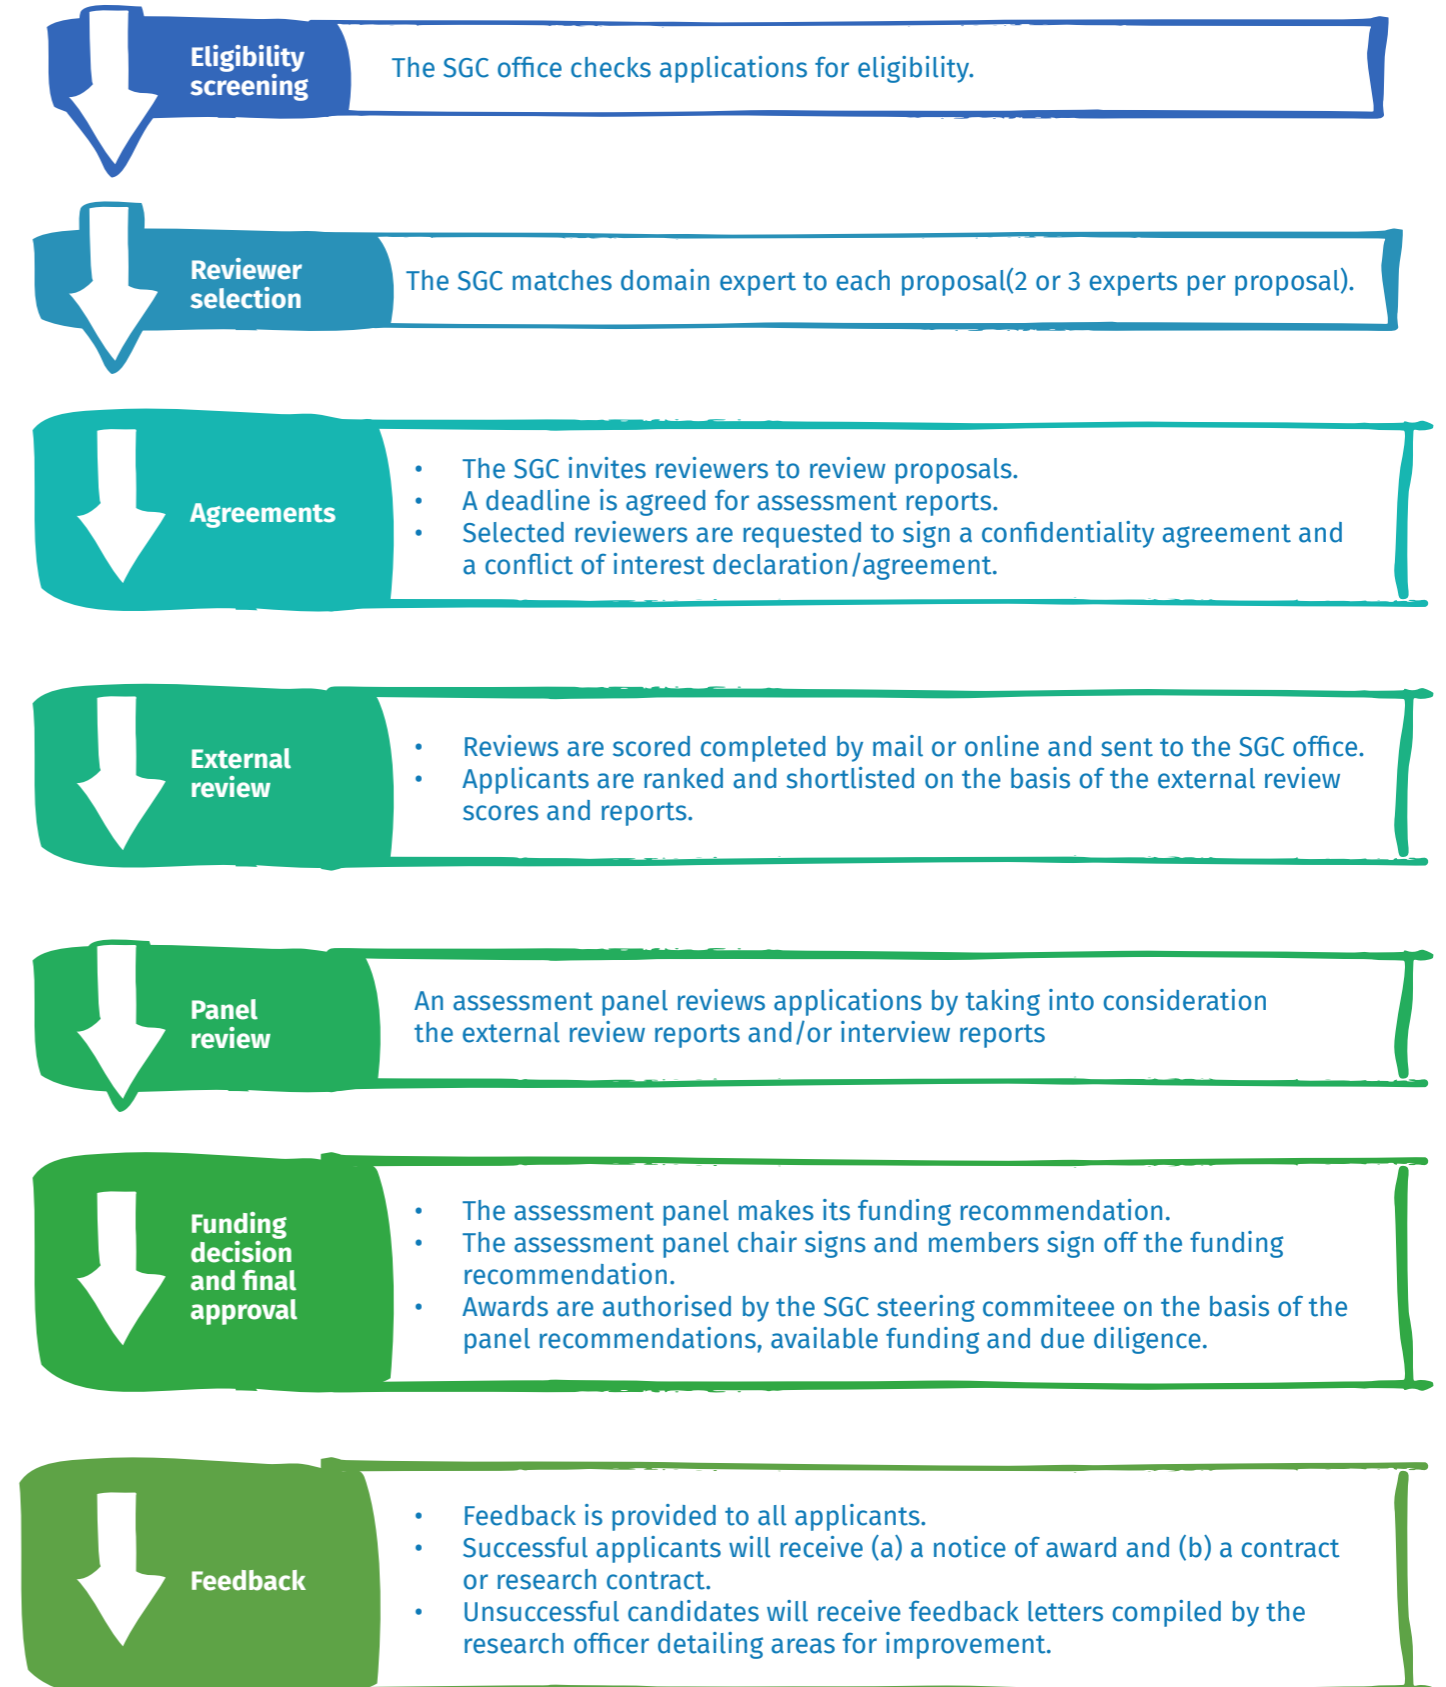 Eligibility
screening
The SGC office checks applications for eligibility.
Reviewer
selection
The SGC matches domain expert to each proposal(2 or 3 experts per proposal).
Agreements
• The SGC invites reviewers to review proposals.
• A deadline is agreed for assessment reports.
• Selected reviewers are requested to sign a confidentiality agreement and
a conflict of interest declaration/agreement.
External
review
• Reviews are scored completed by mail or online and sent to the SGC office.
• Applicants are ranked and shortlisted on the basis of the external review
scores and reports.
Panel
review
An assessment panel reviews applications by taking into consideration
the external review reports and/or interview reports
Funding
decision
and final
approval
• The assessment panel makes its funding recommendation.
• The assessment panel chair signs and members sign off the funding
recommendation.
• Awards are authorised by the SGC steering commiteee on the basis of the
panel recommendations, available funding and due diligence.
Feedback
• Feedback is provided to all applicants.
• Successful applicants will receive (a) a notice of award and (b) a contract
or research contract.
• Unsuccessful candidates will receive feedback letters compiled by the
research officer detailing areas for improvement.